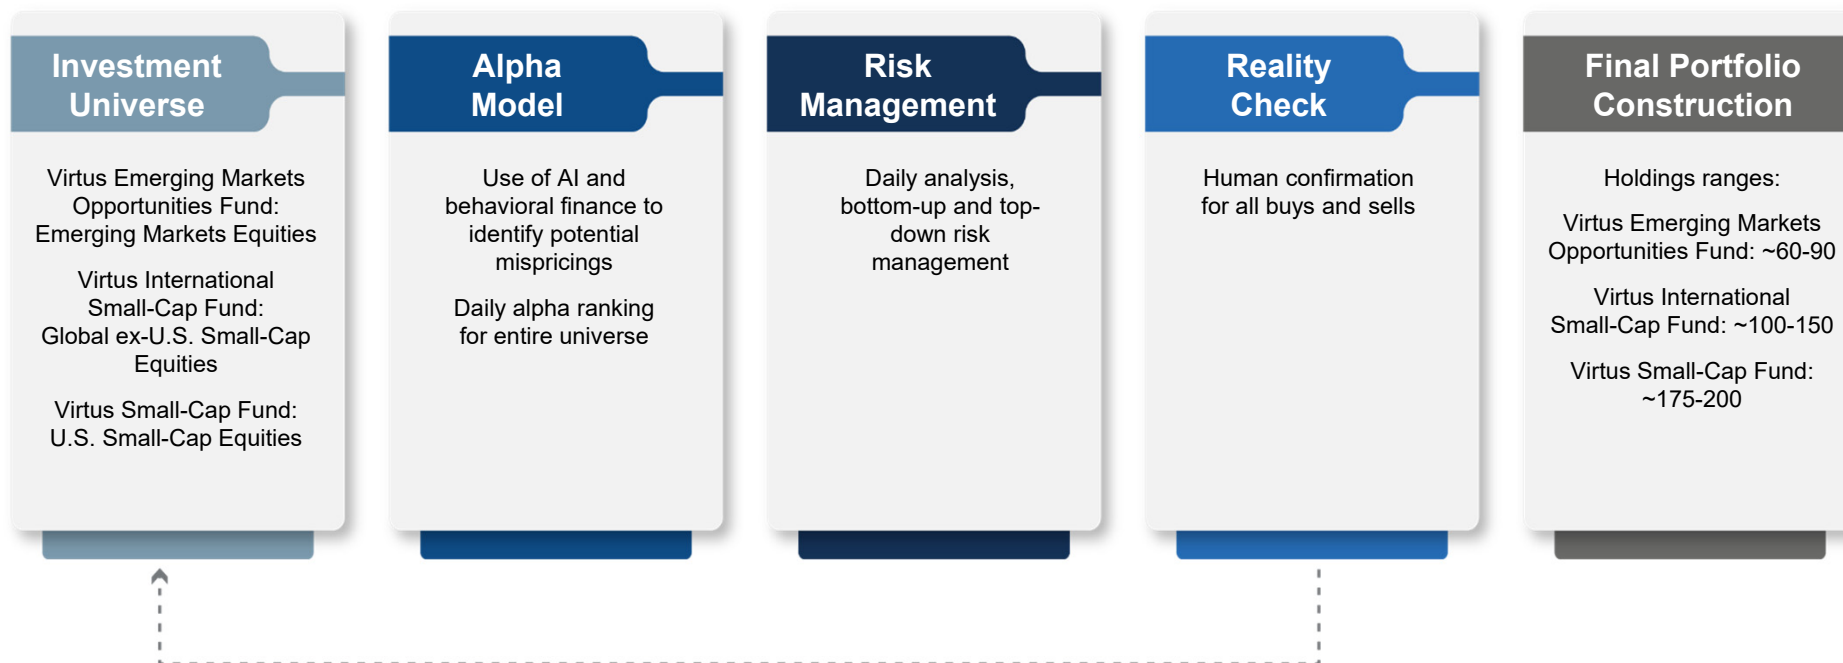 Investment
Universe
Virtus Emerging Markets
Opportunities Fund:
Emerging Markets Equities
Virtus International
Small-Cap Fund:
Global ex-U.S. Small-Cap
Equities
Virtus Small-Cap Fund:
U.S. Small-Cap Equities
Alpha
Model
Use of AI and
behavioral finance to
identify potential
mispricings
Daily alpha ranking
for entire universe
Risk
Management
Daily analysis,
bottom-up and top-
down risk
management
Reality
Check
Human confirmation
for all buys and sells
Final Portfolio
Construction
Holdings ranges:
Virtus Emerging Markets
Opportunities Fund: ~60-90
Virtus International
Small-Cap Fund: ~100-150
Virtus Small-Cap Fund:
~175-200